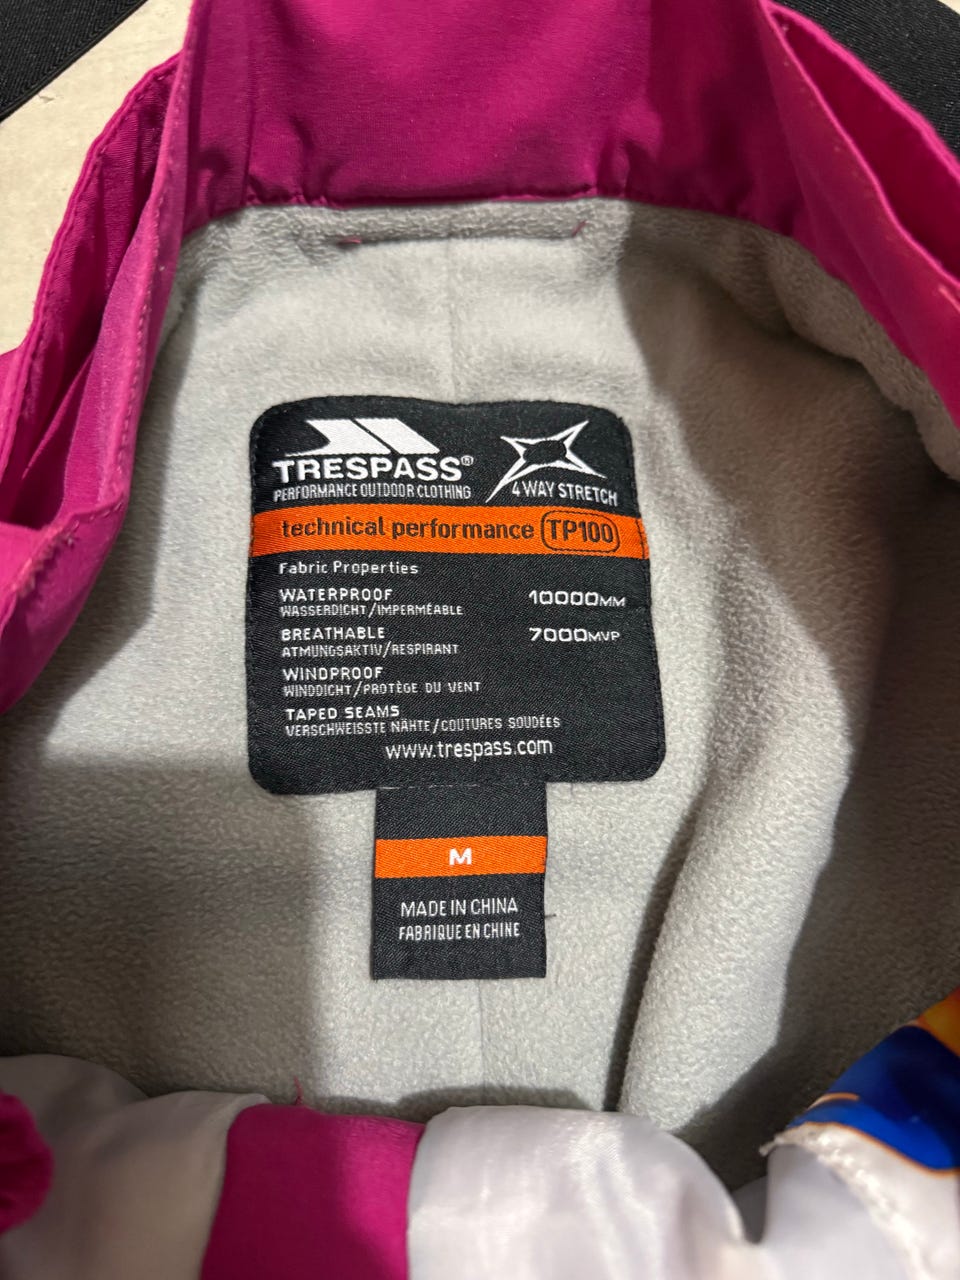 TRESPASS®
PERFORMANCE OUTDOOR CLOTHING
4 WAY STRETCH
technical performance TP100
Fabric Properties
WATERPROOF 10000MM
WASSERDICHT/IMPERMÉABLE
BREATHABLE 7000MVP
ATMUNGSAKTIV/RESPIRANT
WINDPROOF
WINDDICHT/PROTÈGE DU VENT
TAPED SEAMS
VERSCHWEISSTE NÄHTE/COUTURES SOUDÉES
www.trespass.com
M
MADE IN CHINA
FABRIQUE EN CHINE